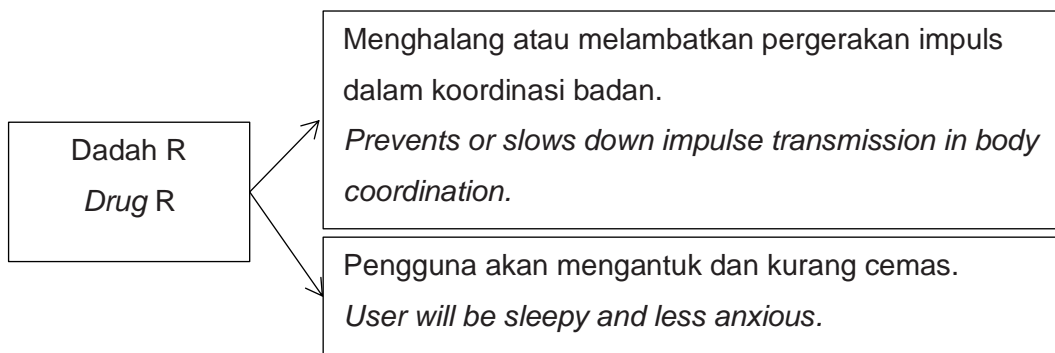 Dadah R
Drug R
Menghalang atau melambatkan pergerakan impuls
dalam koordinasi badan.
Prevents or slows down impulse transmission in body
coordination.
Pengguna akan mengantuk dan kurang cemas.
User will be sleepy and less anxious.